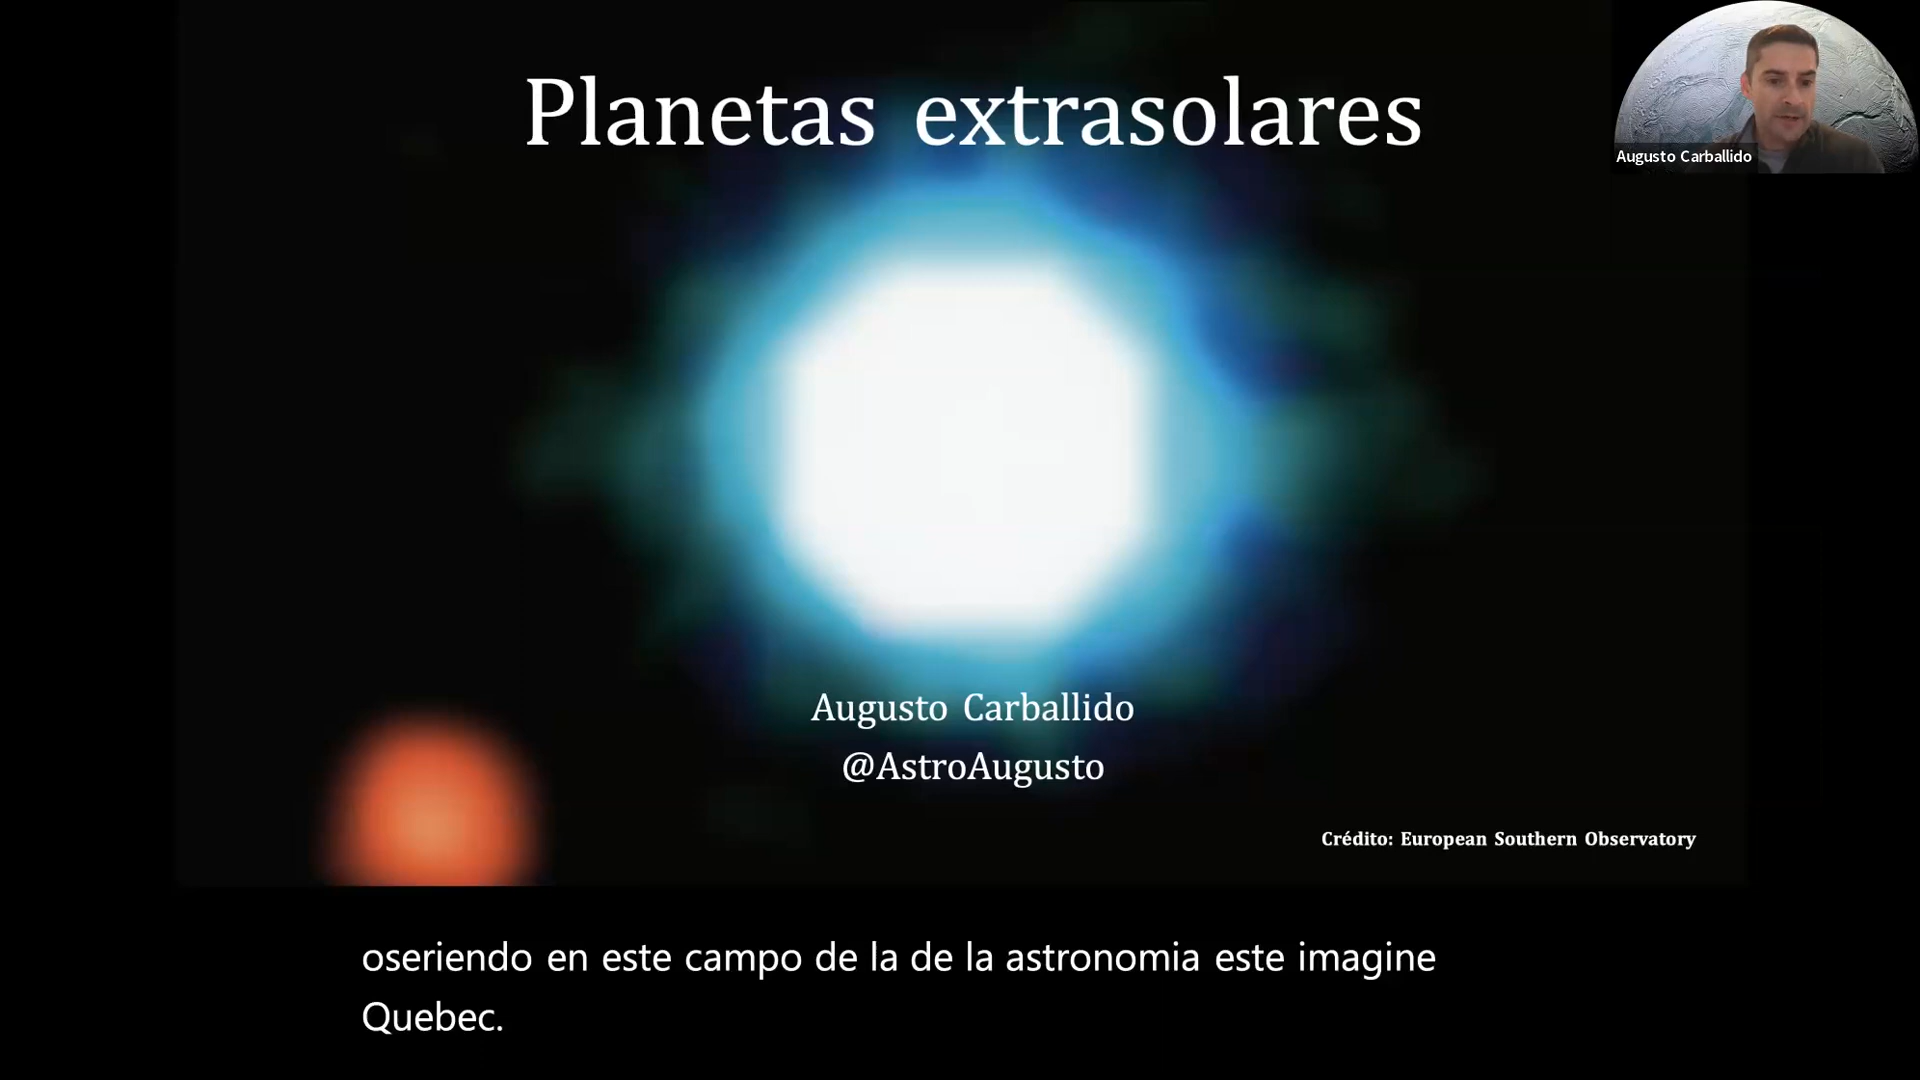 Planetas extrasolares
Augusto Carballido
Augusto Carballido
@AstroAugusto
Crédito: European Southern Observatory
oseriendo en este campo de la de la astronomia este imagine
Quebec.